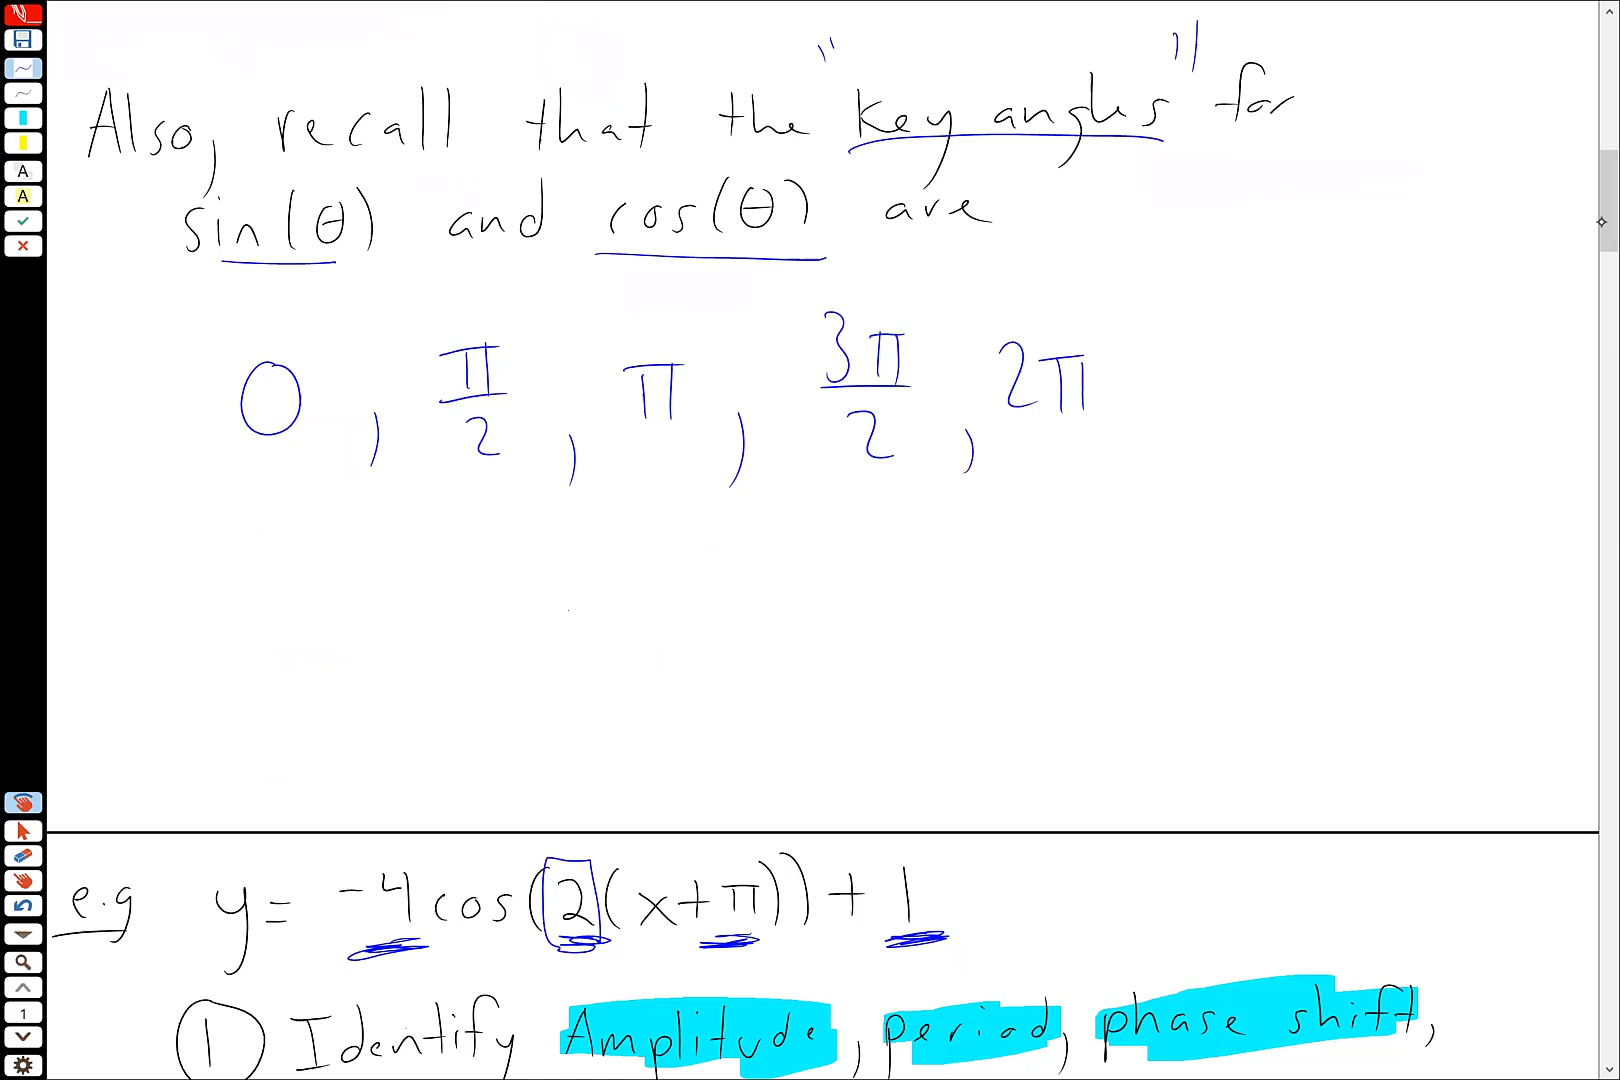 Also, recall that the "key angles" for
sin(θ) and cos(θ) are
0, π/2, π, 3π/2, 2π
e.g y = -4cos(2(x+π)) + 1
① Identify Amplitude, period, phase shift,
A
A
1